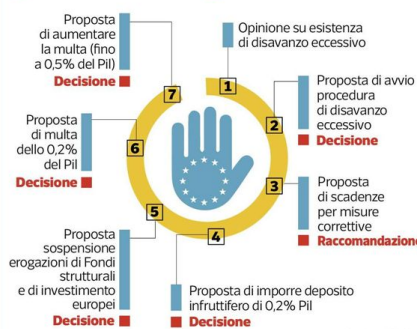 1
Opinione su esistenza
di disavanzo eccessivo
2
Proposta di avvio
procedura
di disavanzo
eccessivo
Decisione
3
Proposta
di scadenze
per misure
correttive
Raccomandazione
4
Proposta di imporre deposito
infruttifero di 0,2% Pil
Decisione
5
Proposta
sospensione
erogazioni di Fondi
strutturali
e di investimento
europei
Decisione
6
Proposta
di multa
dello 0,2%
del Pil
Decisione
7
Proposta
di aumentare
la multa (fino
a 0,5% del Pil)
Decisione